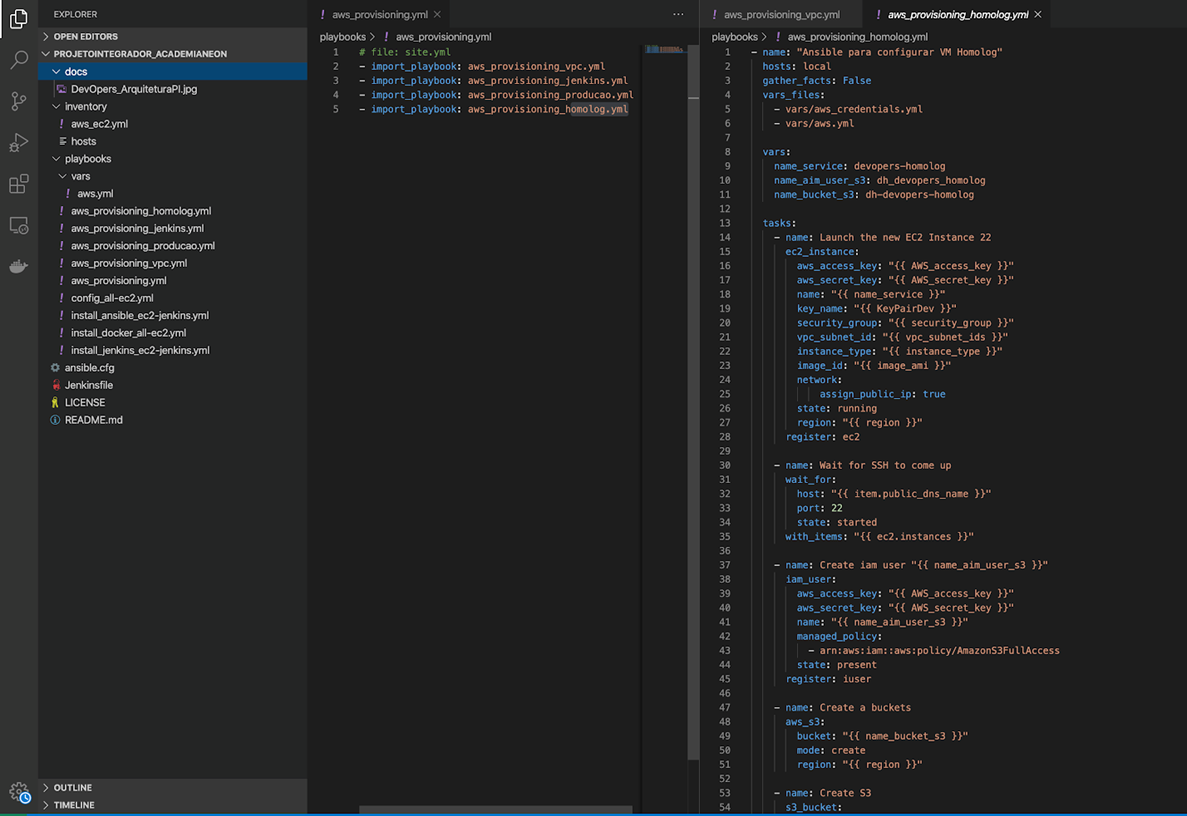 EXPLORER
OPEN EDITORS
PROJETOINTEGRADOR_ACADEMIANEON
docs
DevOpers_ArquiteturaPI.jpg
inventory
! aws_ec2.yml
hosts
playbooks
vars
! aws.yml
! aws_provisioning_homolog.yml
! aws_provisioning_jenkins.yml
! aws_provisioning_producao.yml
! aws_provisioning_vpc.yml
! aws_provisioning.yml
! config_all-ec2.yml
! install_ansible_ec2-jenkins.yml
! install_docker_all-ec2.yml
! install_jenkins_ec2-jenkins.yml
ansible.cfg
Jenkinsfile
LICENSE
README.md
OUTLINE
TIMELINE
! aws_provisioning.yml ×
playbooks > ! aws_provisioning.yml
1 # file: site.yml
2 - import_playbook: aws_provisioning_vpc.yml
3 - import_playbook: aws_provisioning_jenkins.yml
4 - import_playbook: aws_provisioning_producao.yml
5 - import_playbook: aws_provisioning_homolog.yml
! aws_provisioning_vpc.yml ! aws_provisioning_homolog.yml ×
playbooks > ! aws_provisioning_homolog.yml
1 - name: "Ansible para configurar VM Homolog"
2 hosts: local
3 gather_facts: False
4 vars_files:
5 - vars/aws_credentials.yml
6 - vars/aws.yml
7
8 vars:
9 name_service: devopers-homolog
10 name_aim_user_s3: dh_devopers_homolog
11 name_bucket_s3: dh-devopers-homolog
12
13 tasks:
14 - name: Launch the new EC2 Instance 22
15 ec2_instance:
16 aws_access_key: "{{ AWS_access_key }}"
17 aws_secret_key: "{{ AWS_secret_key }}"
18 name: "{{ name_service }}"
19 key_name: "{{ KeyPairDev }}"
20 security_group: "{{ security_group }}"
21 vpc_subnet_id: "{{ vpc_subnet_ids }}"
22 instance_type: "{{ instance_type }}"
23 image_id: "{{ image_ami }}"
24 network:
25 assign_public_ip: true
26 state: running
27 region: "{{ region }}"
28 register: ec2
29
30 - name: Wait for SSH to come up
31 wait_for:
32 host: "{{ item.public_dns_name }}"
33 port: 22
34 state: started
35 with_items: "{{ ec2.instances }}"
36
37 - name: Create iam user "{{ name_aim_user_s3 }}"
38 iam_user:
39 aws_access_key: "{{ AWS_access_key }}"
40 aws_secret_key: "{{ AWS_secret_key }}"
41 name: "{{ name_aim_user_s3 }}"
42 managed_policy:
43 - arn:aws:iam::aws:policy/AmazonS3FullAccess
44 state: present
45 register: iuser
46
47 - name: Create a buckets
48 aws_s3:
49 bucket: "{{ name_bucket_s3 }}"
50 mode: create
51 region: "{{ region }}"
52
53 - name: Create S3
54 s3_bucket: